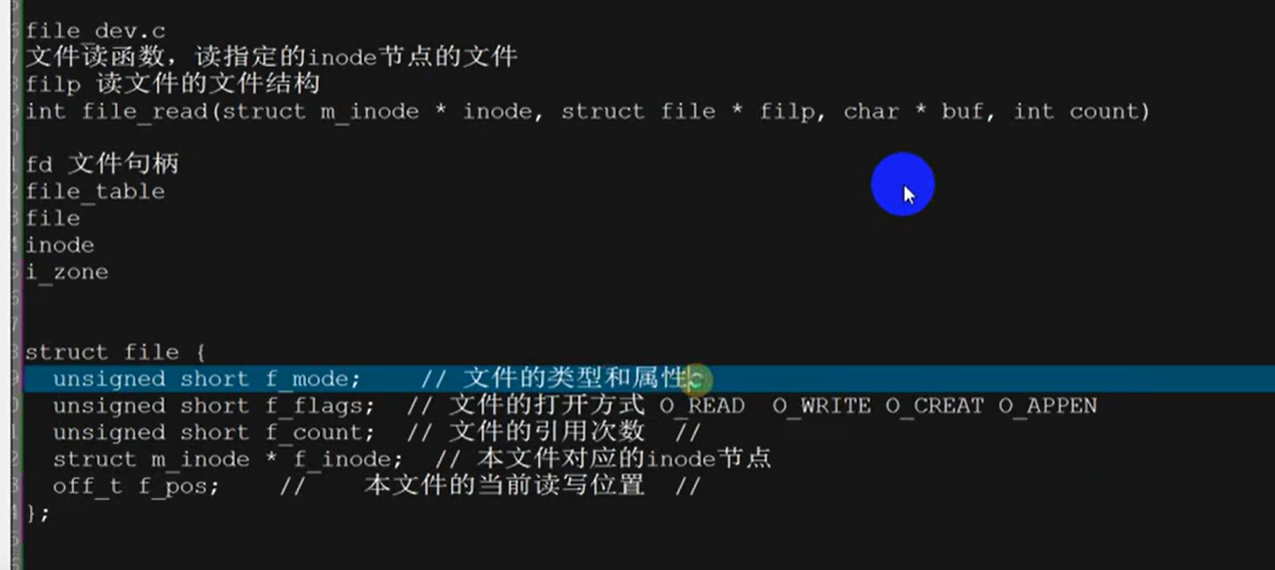 file_dev.c
文件读函数，读指定的inode节点的文件
filp 读文件的文件结构
int file_read(struct m_inode * inode, struct file * filp, char * buf, int count)
fd 文件句柄
file_table
file
inode
i_zone
struct file {
unsigned short f_mode; // 文件的类型和属性
unsigned short f_flags; // 文件的打开方式 O_READ O_WRITE O_CREAT O_APPEN
unsigned short f_count; // 文件的引用次数 //
struct m_inode * f_inode; // 本文件对应的inode节点
off_t f_pos; // 本文件的当前读写位置 //
};